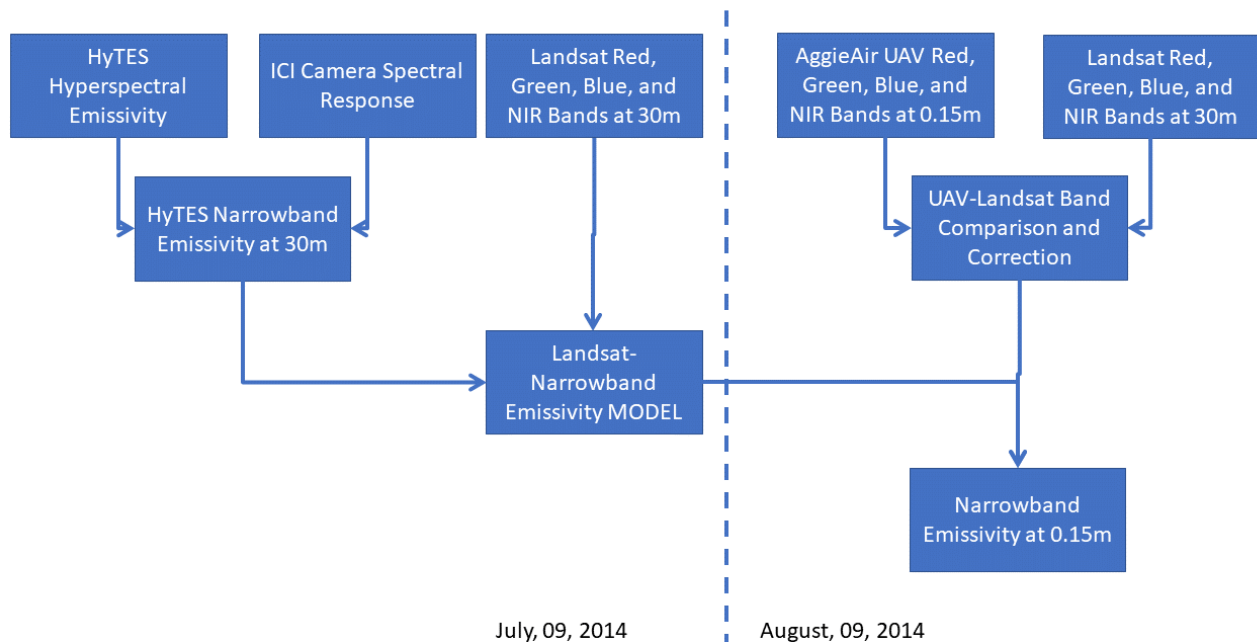 HyTES
Hyperspectral
Emissivity
ICI Camera Spectral
Response
Landsat Red,
Green, Blue, and
NIR Bands at 30m
AggieAir UAV Red,
Green, Blue, and
NIR Bands at 0.15m
Landsat Red,
Green, Blue, and
NIR Bands at 30m
HyTES Narrowband
Emissivity at 30m
UAV-Landsat Band
Comparison and
Correction
Landsat-
Narrowband
Emissivity MODEL
Narrowband
Emissivity at 0.15m
July, 09, 2014
August, 09, 2014